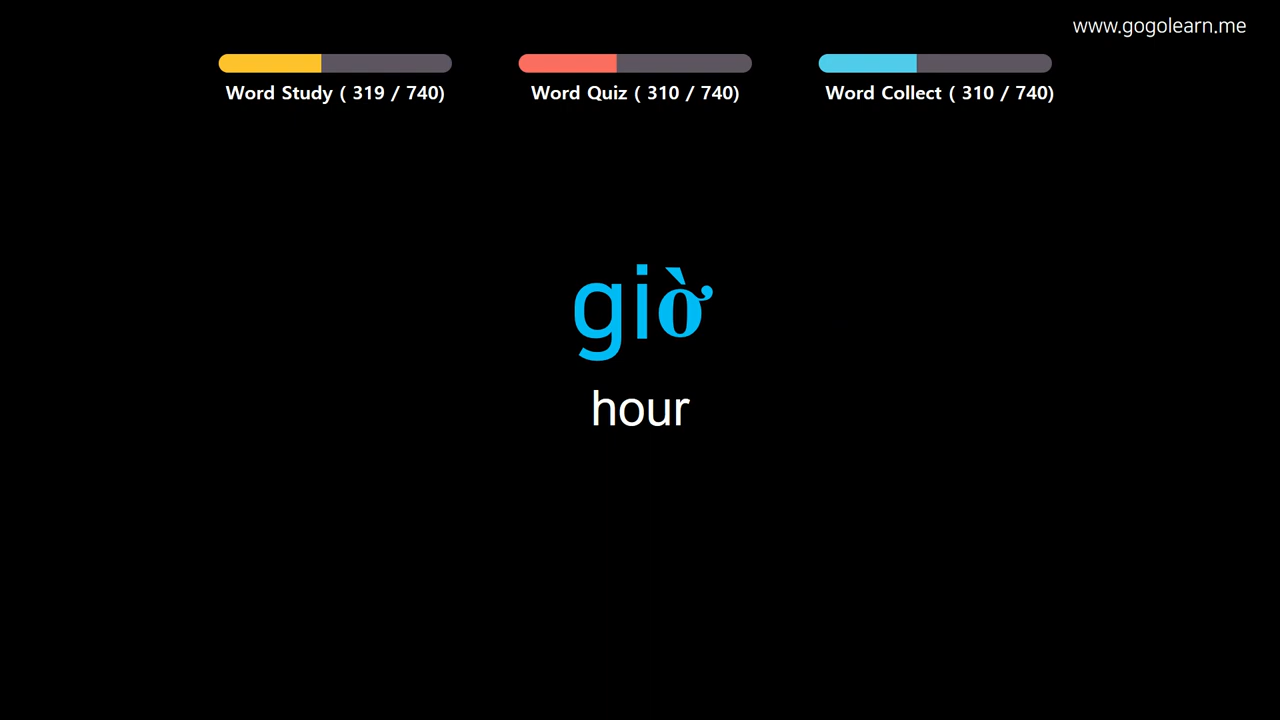 www.gogolearn.me
Word Study ( 319 / 740)
Word Quiz ( 310 / 740)
Word Collect ( 310 / 740)
giờ
hour